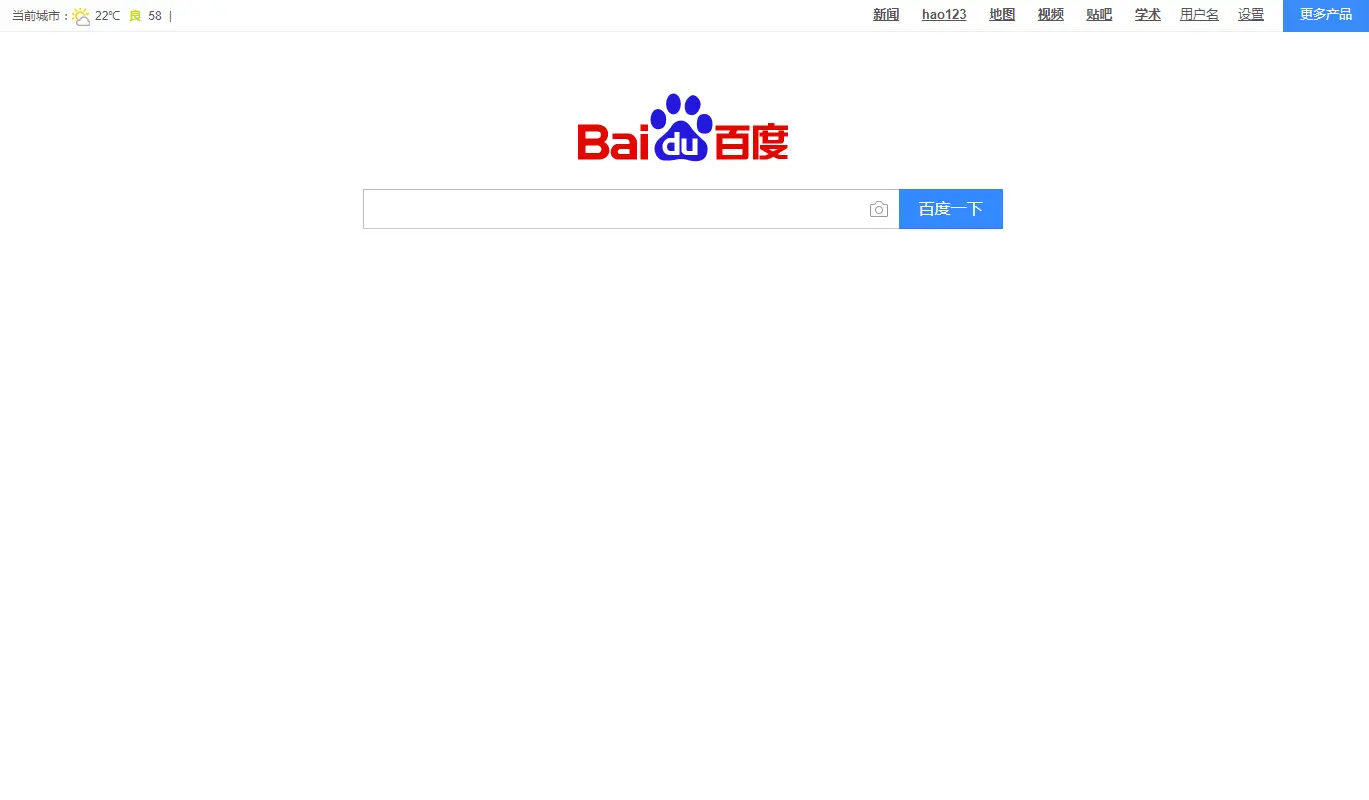 当前城市： 22℃ 良 58 |
新闻 hao123 地图 视频 贴吧 学术 用户名 设置 更多产品
Bai du 百度
百度一下